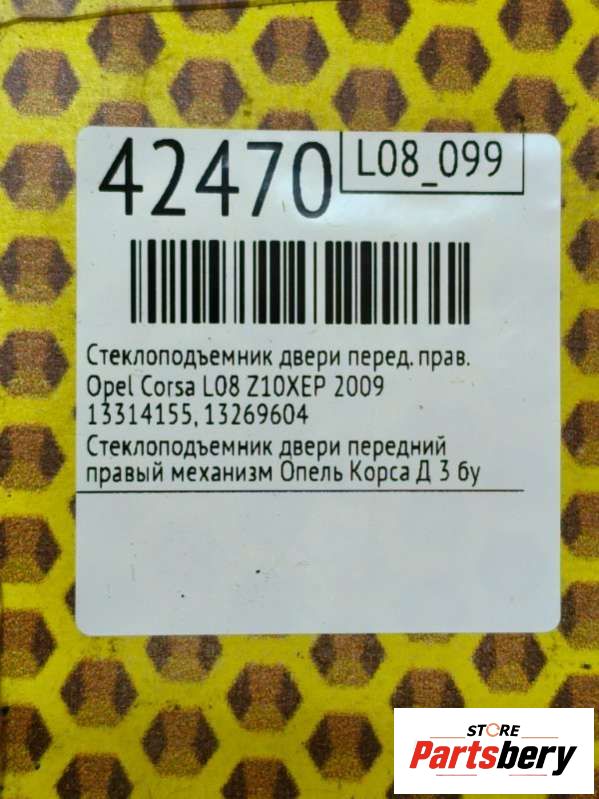 42470
L08_099
Стеклоподъемник двери перед. прав.
Opel Corsa L08 Z10XEP 2009
13314155, 13269604
Стеклоподъемник двери передний
правый механизм Опель Корса Д 3 бу
STORE
Partsbery